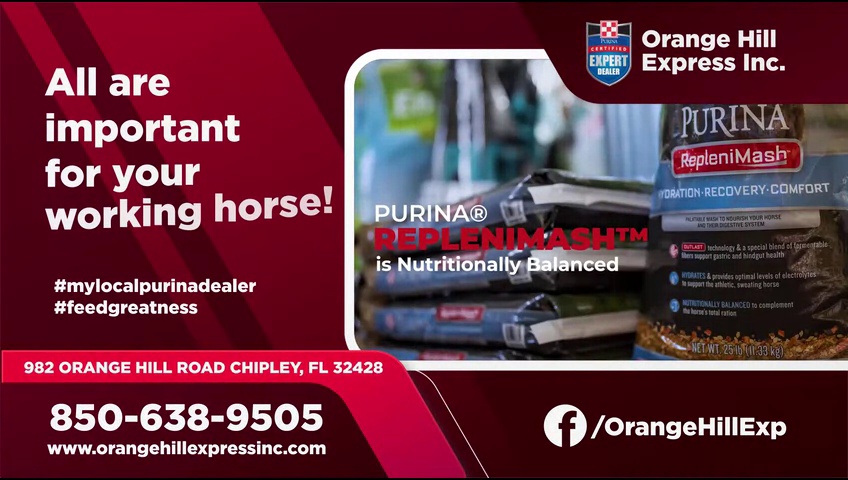 All are
important
for your
working horse!
#mylocalpurinadealer
#feedgreatness
982 ORANGE HILL ROAD CHIPLEY, FL 32428
850-638-9505
www.orangehillexpressinc.com
PURINA
CERTIFIED
EXPERT
DEALER
Orange Hill
Express Inc.
PURINA®
REPLENIMASH™
is Nutritionally Balanced
PURINA
RepleniMash
HYDRATION·RECOVERY·COMFORT
PALATABLE MASH TO NOURISH YOUR HORSE
AND THEIR DIGESTIVE SYSTEM
OUTLAST technology & a special blend of fermentable
fibers support gastric and hindgut health
HYDRATES & provides optimal levels of electrolytes
to support the athletic, sweating horse
NUTRITIONALLY BALANCED to complement
the horse's total ration
NET WT. 25 lb (11.33 kg)
RepleniMash
/OrangeHillExp